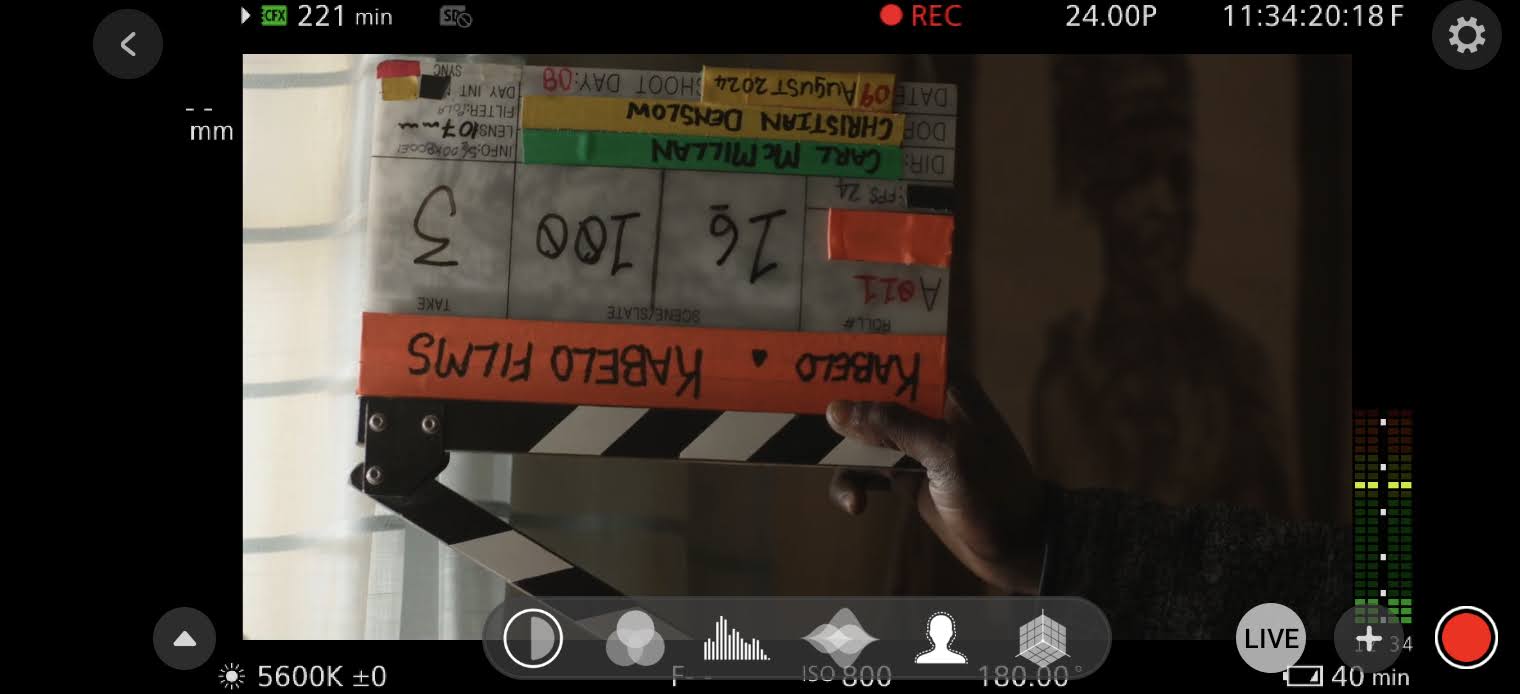 CFX 221 min
REC
24.00P
11:34:20:18 F
-- mm
KABELO • KABELO FILMS
ROLL# SCENE/SLATE TAKE
A011 16 100 3
FPS: 24
DIR: CARL McMILLAN
DOP: CHRISTIAN DENSLOW
DATE 09 August 2024 SHOOT DAY: 08
INFO:
LENS 107mm
FILTER:
DAY INT
SYNC
LIVE
5600K ±0
F--
ISO 800
180.00°
40 min